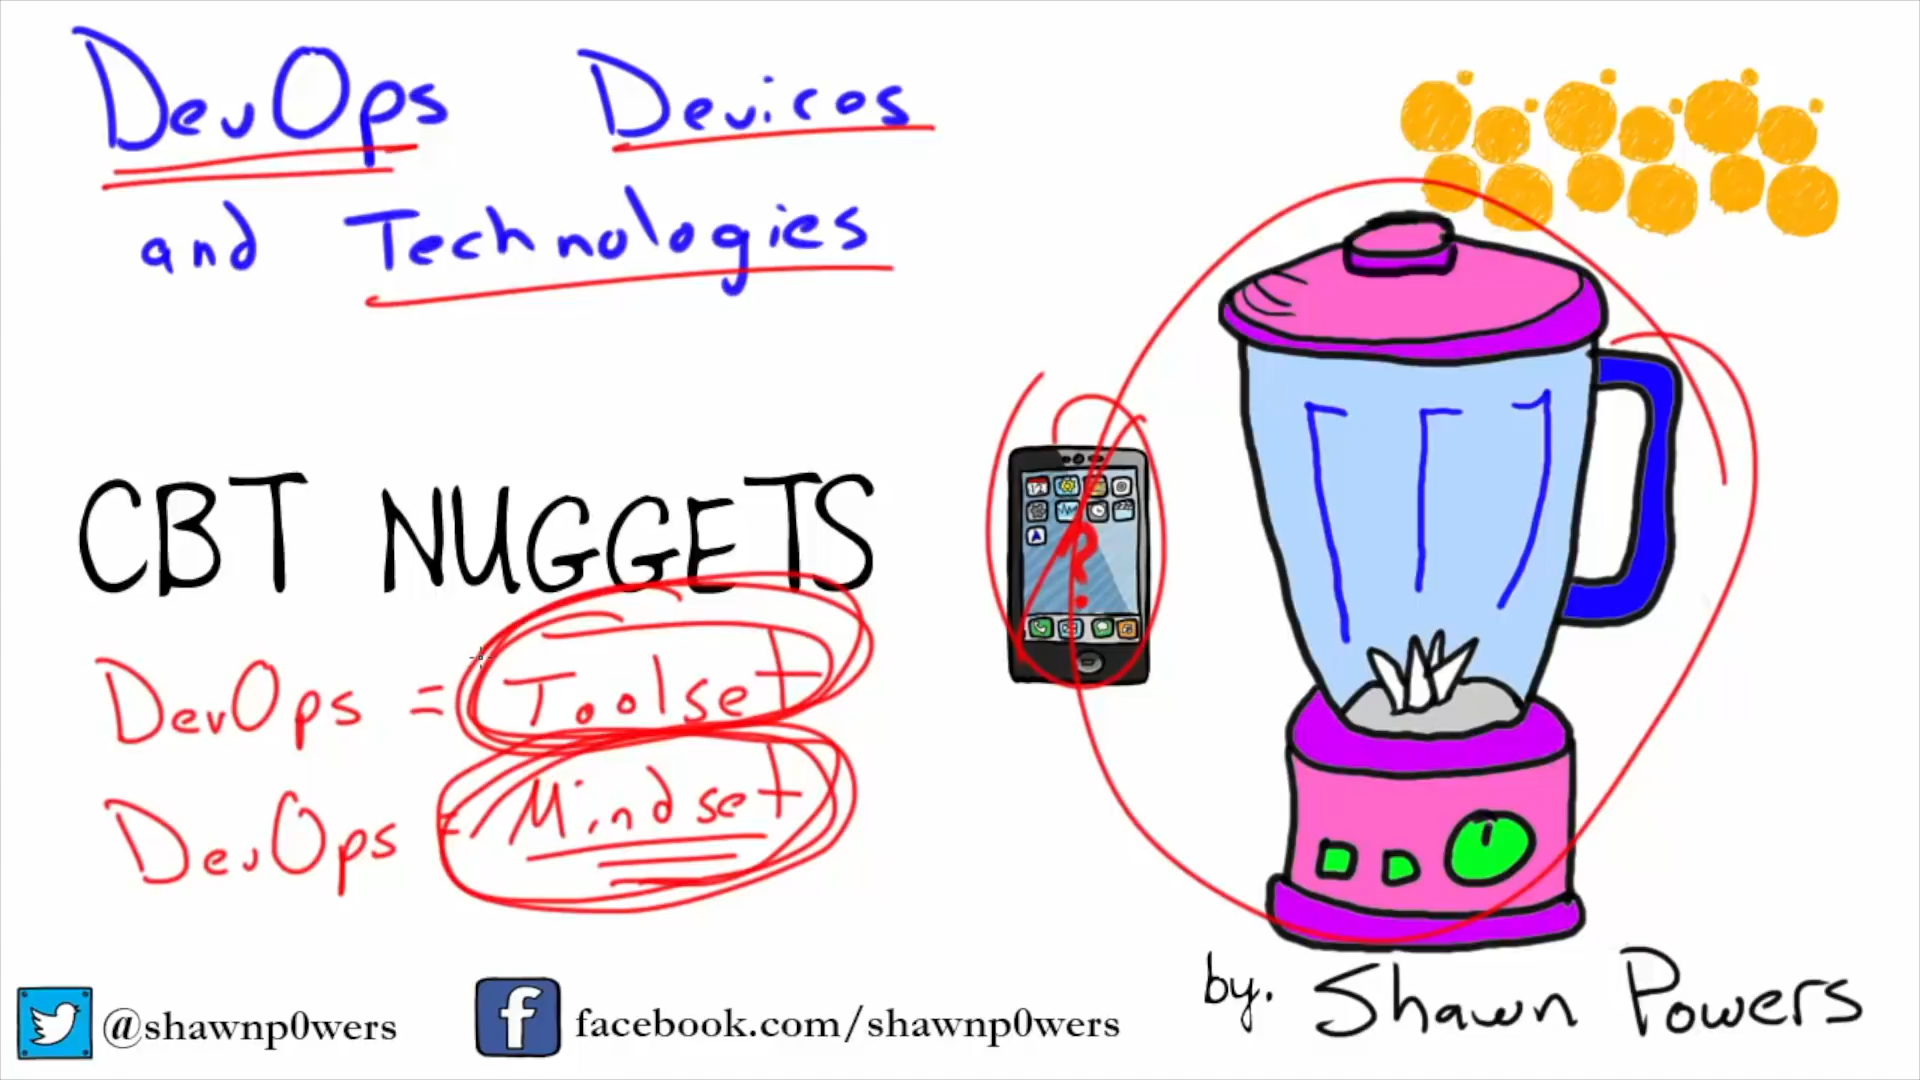 DevOps Devices
and Technologies
CBT NUGGETS
DevOps = Toolset
DevOps = Mindset
?
by. Shawn Powers
@shawnp0wers
facebook.com/shawnp0wers